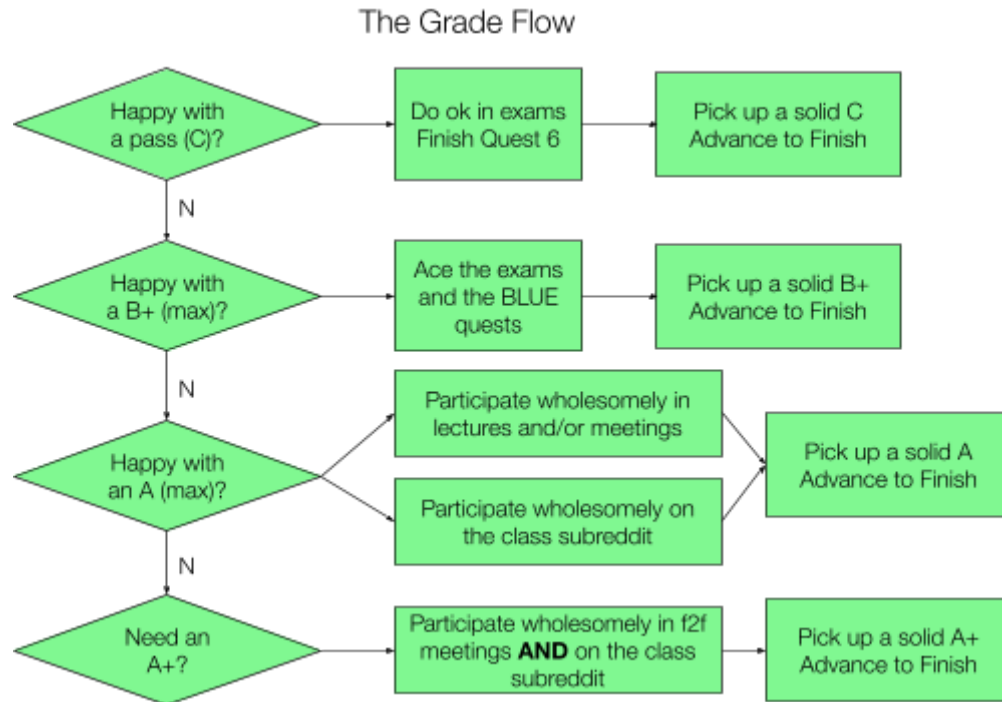 The Grade Flow
Happy with
a pass (C)?
Do ok in exams
Finish Quest 6
Pick up a solid C
Advance to Finish
N
Happy with
a B+ (max)?
Ace the exams
and the BLUE
quests
Pick up a solid B+
Advance to Finish
N
Happy with
an A (max)?
Participate wholesomely in
lectures and/or meetings
Participate wholesomely on
the class subreddit
Pick up a solid A
Advance to Finish
N
Need an
A+?
Participate wholesomely in f2f
meetings AND on the class
subreddit
Pick up a solid A+
Advance to Finish